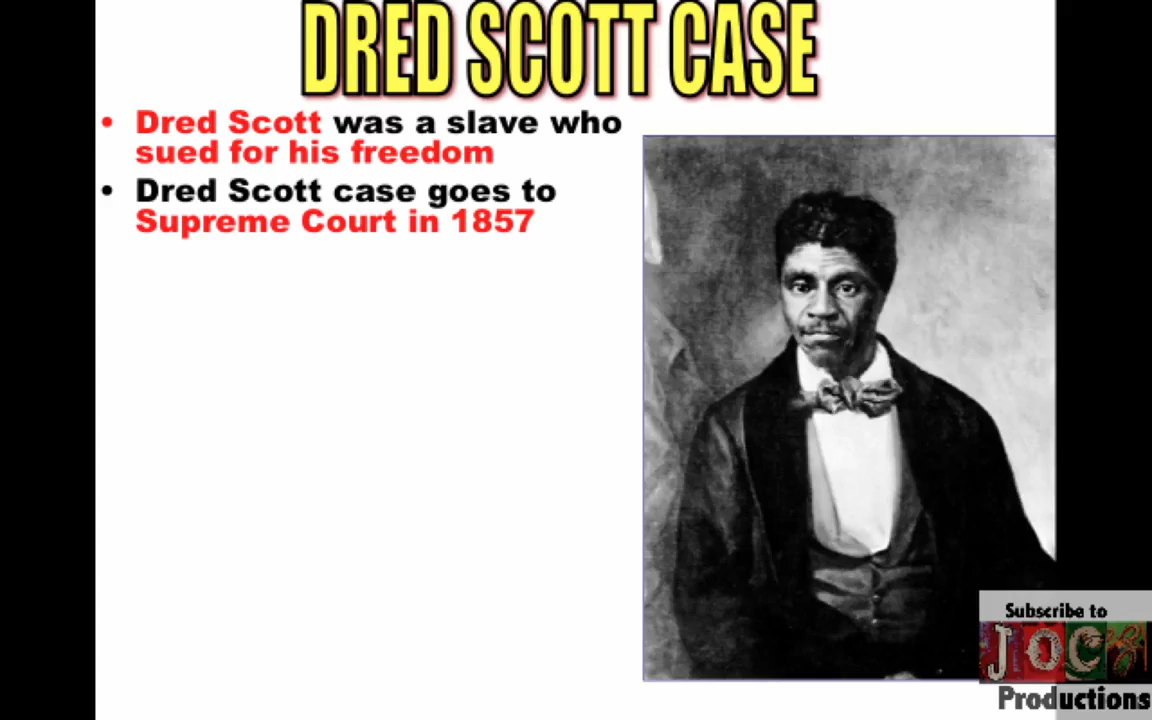 DRED SCOTT CASE
• Dred Scott was a slave who
sued for his freedom
• Dred Scott case goes to
Supreme Court in 1857
Subscribe to
JOCZ
Productions